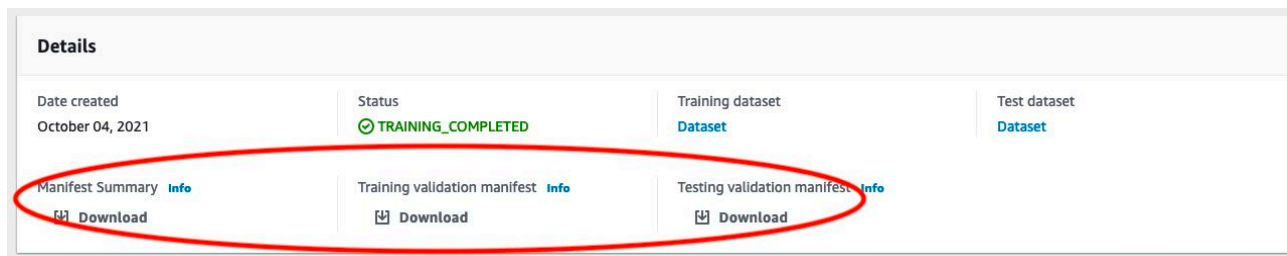 Details
Date created
Status
Training dataset
Test dataset
October 04, 2021
TRAINING_COMPLETED
Dataset
Dataset
Manifest Summary Info
Training validation manifest Info
Testing validation manifest Info
Download
Download
Download